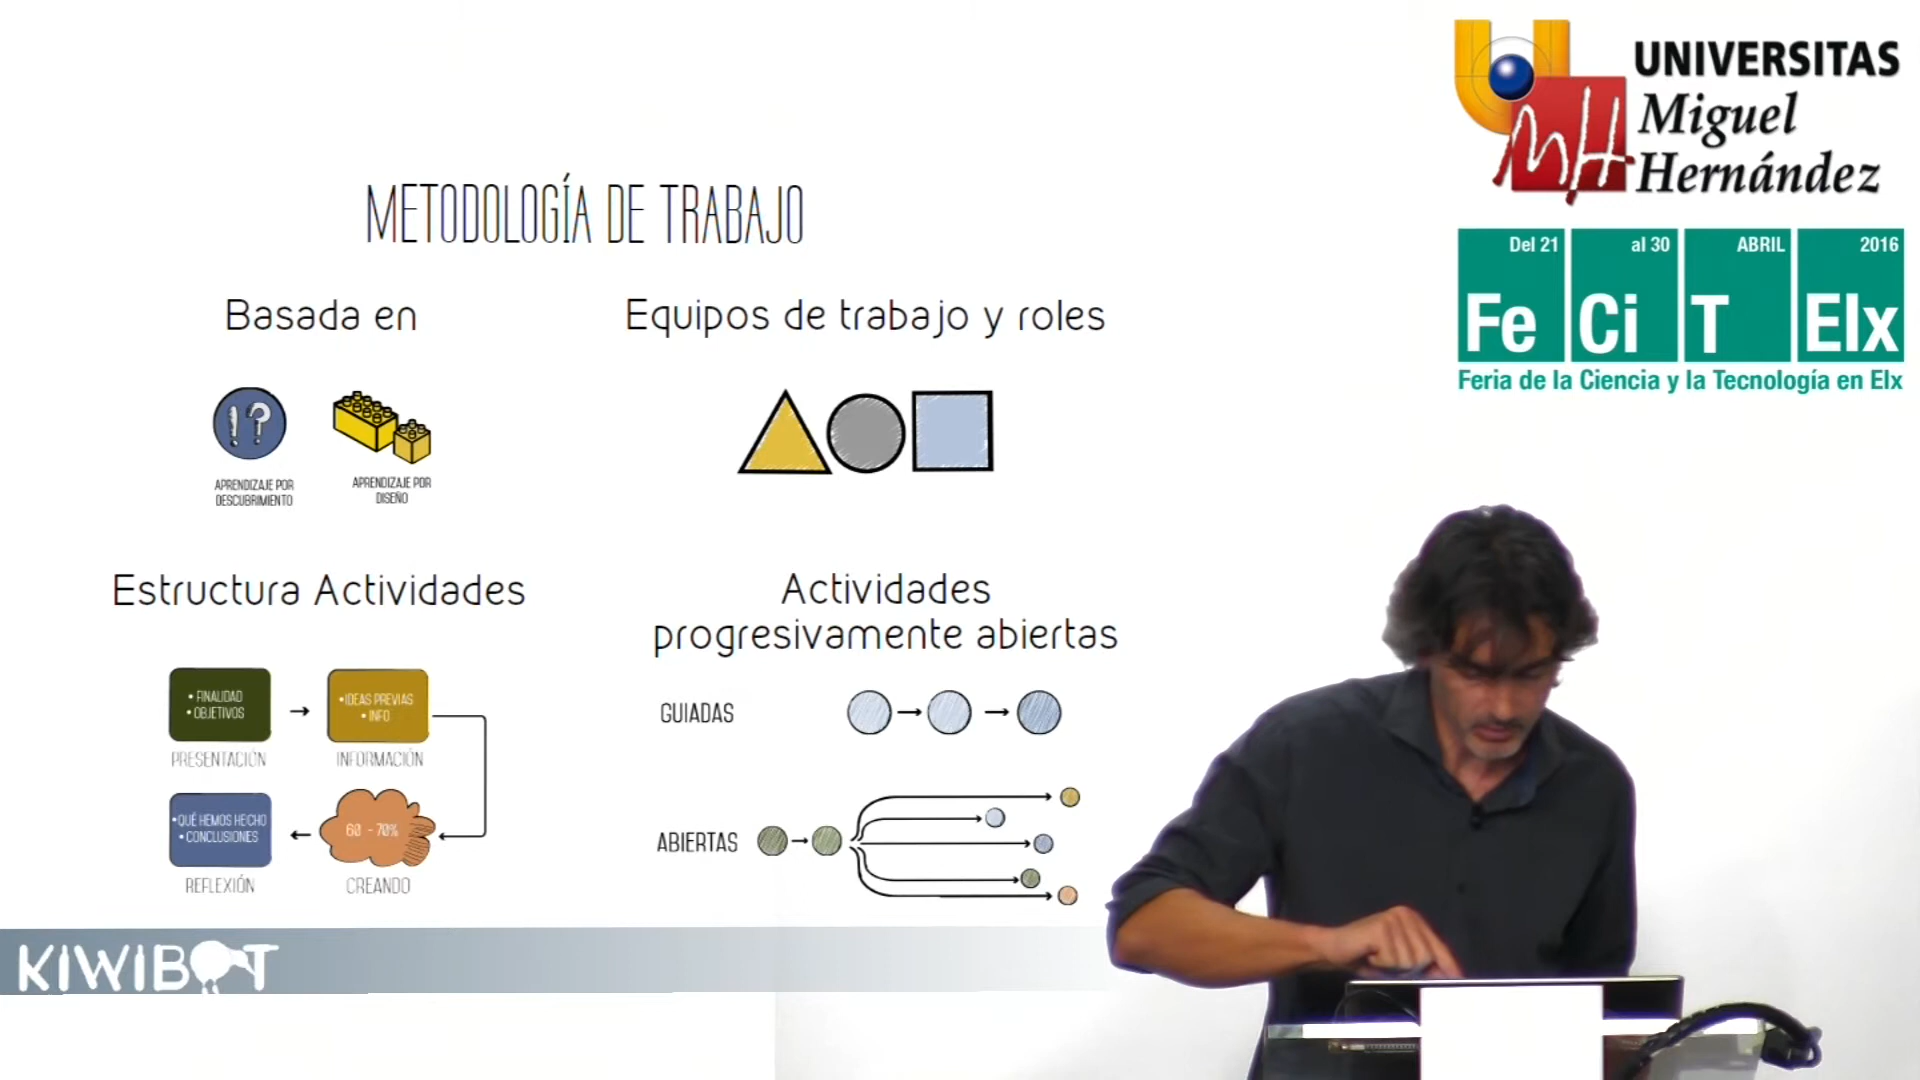 METODOLOGÍA DE TRABAJO
Basada en
APRENDIZAJE POR
DESCUBRIMIENTO
APRENDIZAJE POR
DISEÑO
Equipos de trabajo y roles
Estructura Actividades
• FINALIDAD
• OBJETIVOS
PRESENTACIÓN
• IDEAS PREVIAS
• INFO
INFORMACIÓN
• QUÉ HEMOS HECHO
• CONCLUSIONES
REFLEXIÓN
60 - 70%
CREANDO
Actividades
progresivamente abiertas
GUIADAS
ABIERTAS
KIWIBOT
UNIVERSITAS
Miguel
Hernández
Del 21 al 30 ABRIL 2016
Fe Ci T Elx
Feria de la Ciencia y la Tecnología en Elx